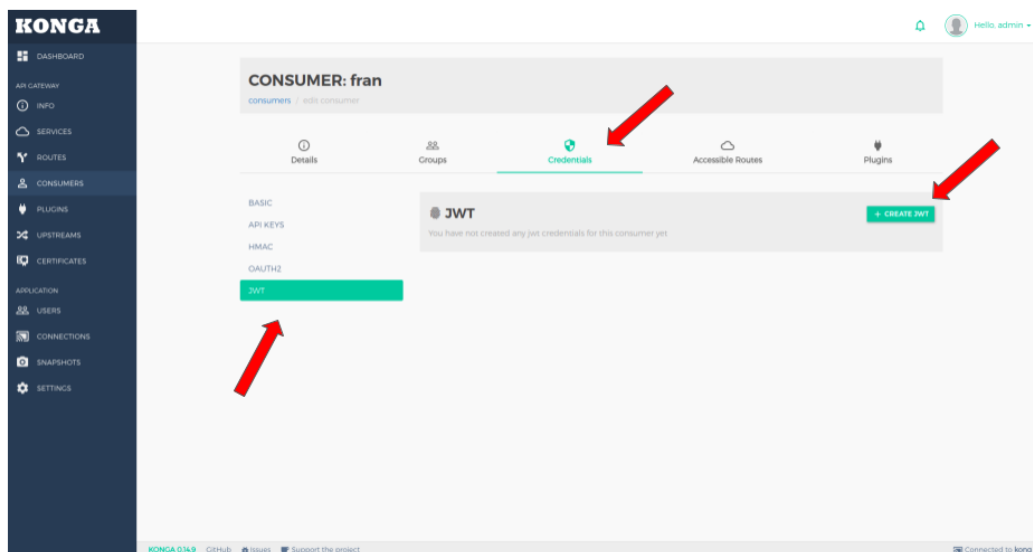 KONGA
Hello, admin
DASHBOARD
API GATEWAY
INFO
SERVICES
ROUTES
CONSUMERS
PLUGINS
UPSTREAMS
CERTIFICATES
APPLICATION
USERS
CONNECTIONS
SNAPSHOTS
SETTINGS
CONSUMER: fran
consumers / edit consumer
Details
Groups
Credentials
Accessible Routes
Plugins
BASIC
API KEYS
HMAC
OAUTH2
JWT
JWT
+ CREATE JWT
You have not created any jwt credentials for this consumer yet
KONGA 0.14.9 GitHub Issues Support the project
Connected to kong